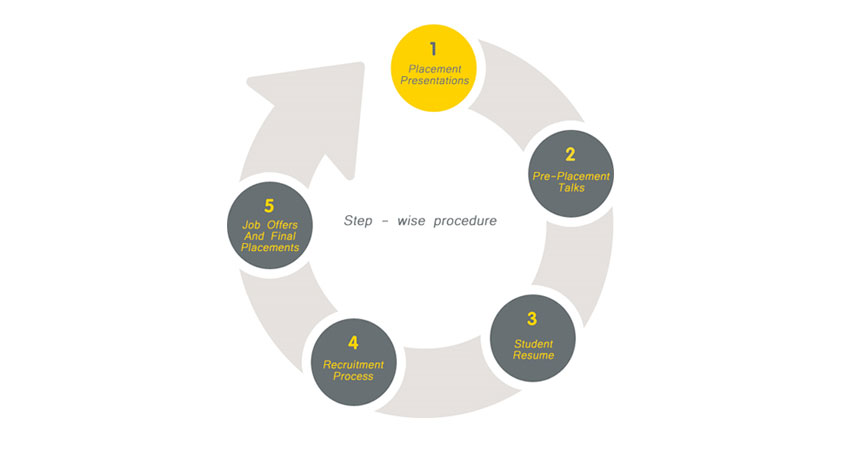 1
Placement
Presentations
2
Pre-Placement
Talks
3
Student
Resume
4
Recruitment
Process
5
Job Offers
And Final
Placements
Step - wise procedure